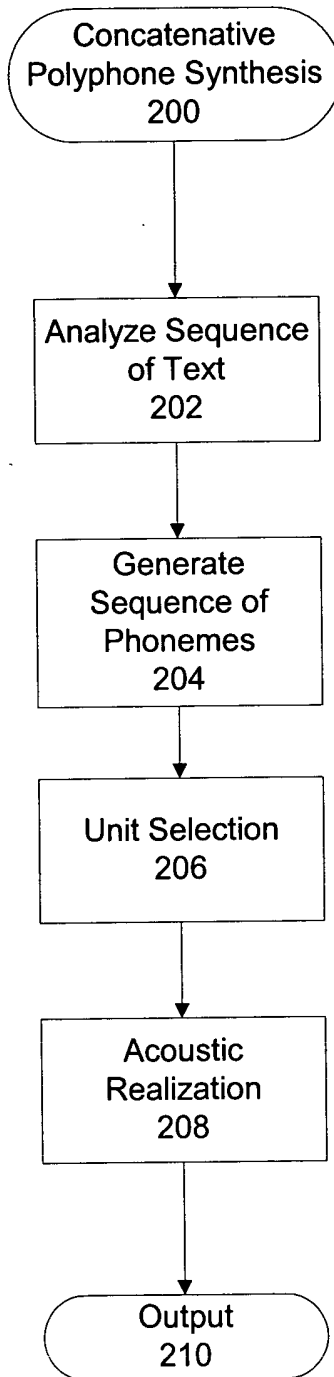 Concatenative
Polyphone Synthesis
200
Analyze Sequence
of Text
202
Generate
Sequence of
Phonemes
204
Unit Selection
206
Acoustic
Realization
208
Output
210